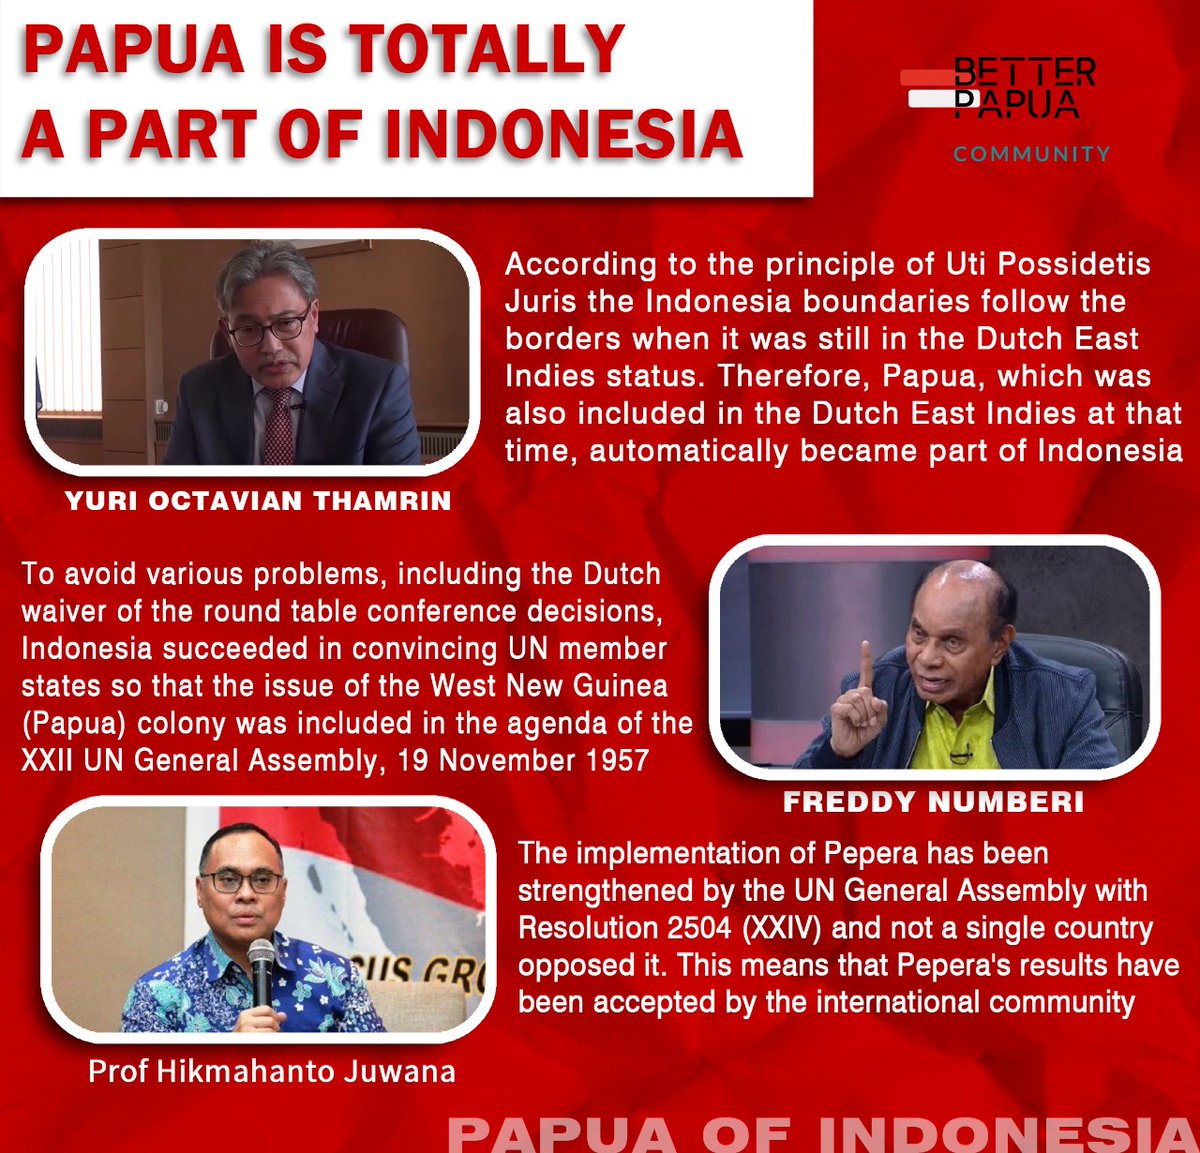 PAPUA IS TOTALLY
A PART OF INDONESIA
BETTER
PAPUA
COMMUNITY
According to the principle of Uti Possidetis
Juris the Indonesia boundaries follow the
borders when it was still in the Dutch East
Indies status. Therefore, Papua, which was
also included in the Dutch East Indies at that
time, automatically became part of Indonesia
YURI OCTAVIAN THAMRIN
To avoid various problems, including the Dutch
waiver of the round table conference decisions,
Indonesia succeeded in convincing UN member
states so that the issue of the West New Guinea
(Papua) colony was included in the agenda of the
XXII UN General Assembly, 19 November 1957
FREDDY NUMBERI
CUS GRO
Prof Hikmahanto Juwana
The implementation of Pepera has been
strengthened by the UN General Assembly with
Resolution 2504 (XXIV) and not a single country
opposed it. This means that Pepera's results have
been accepted by the international community
PAPUA OF INDONESIA